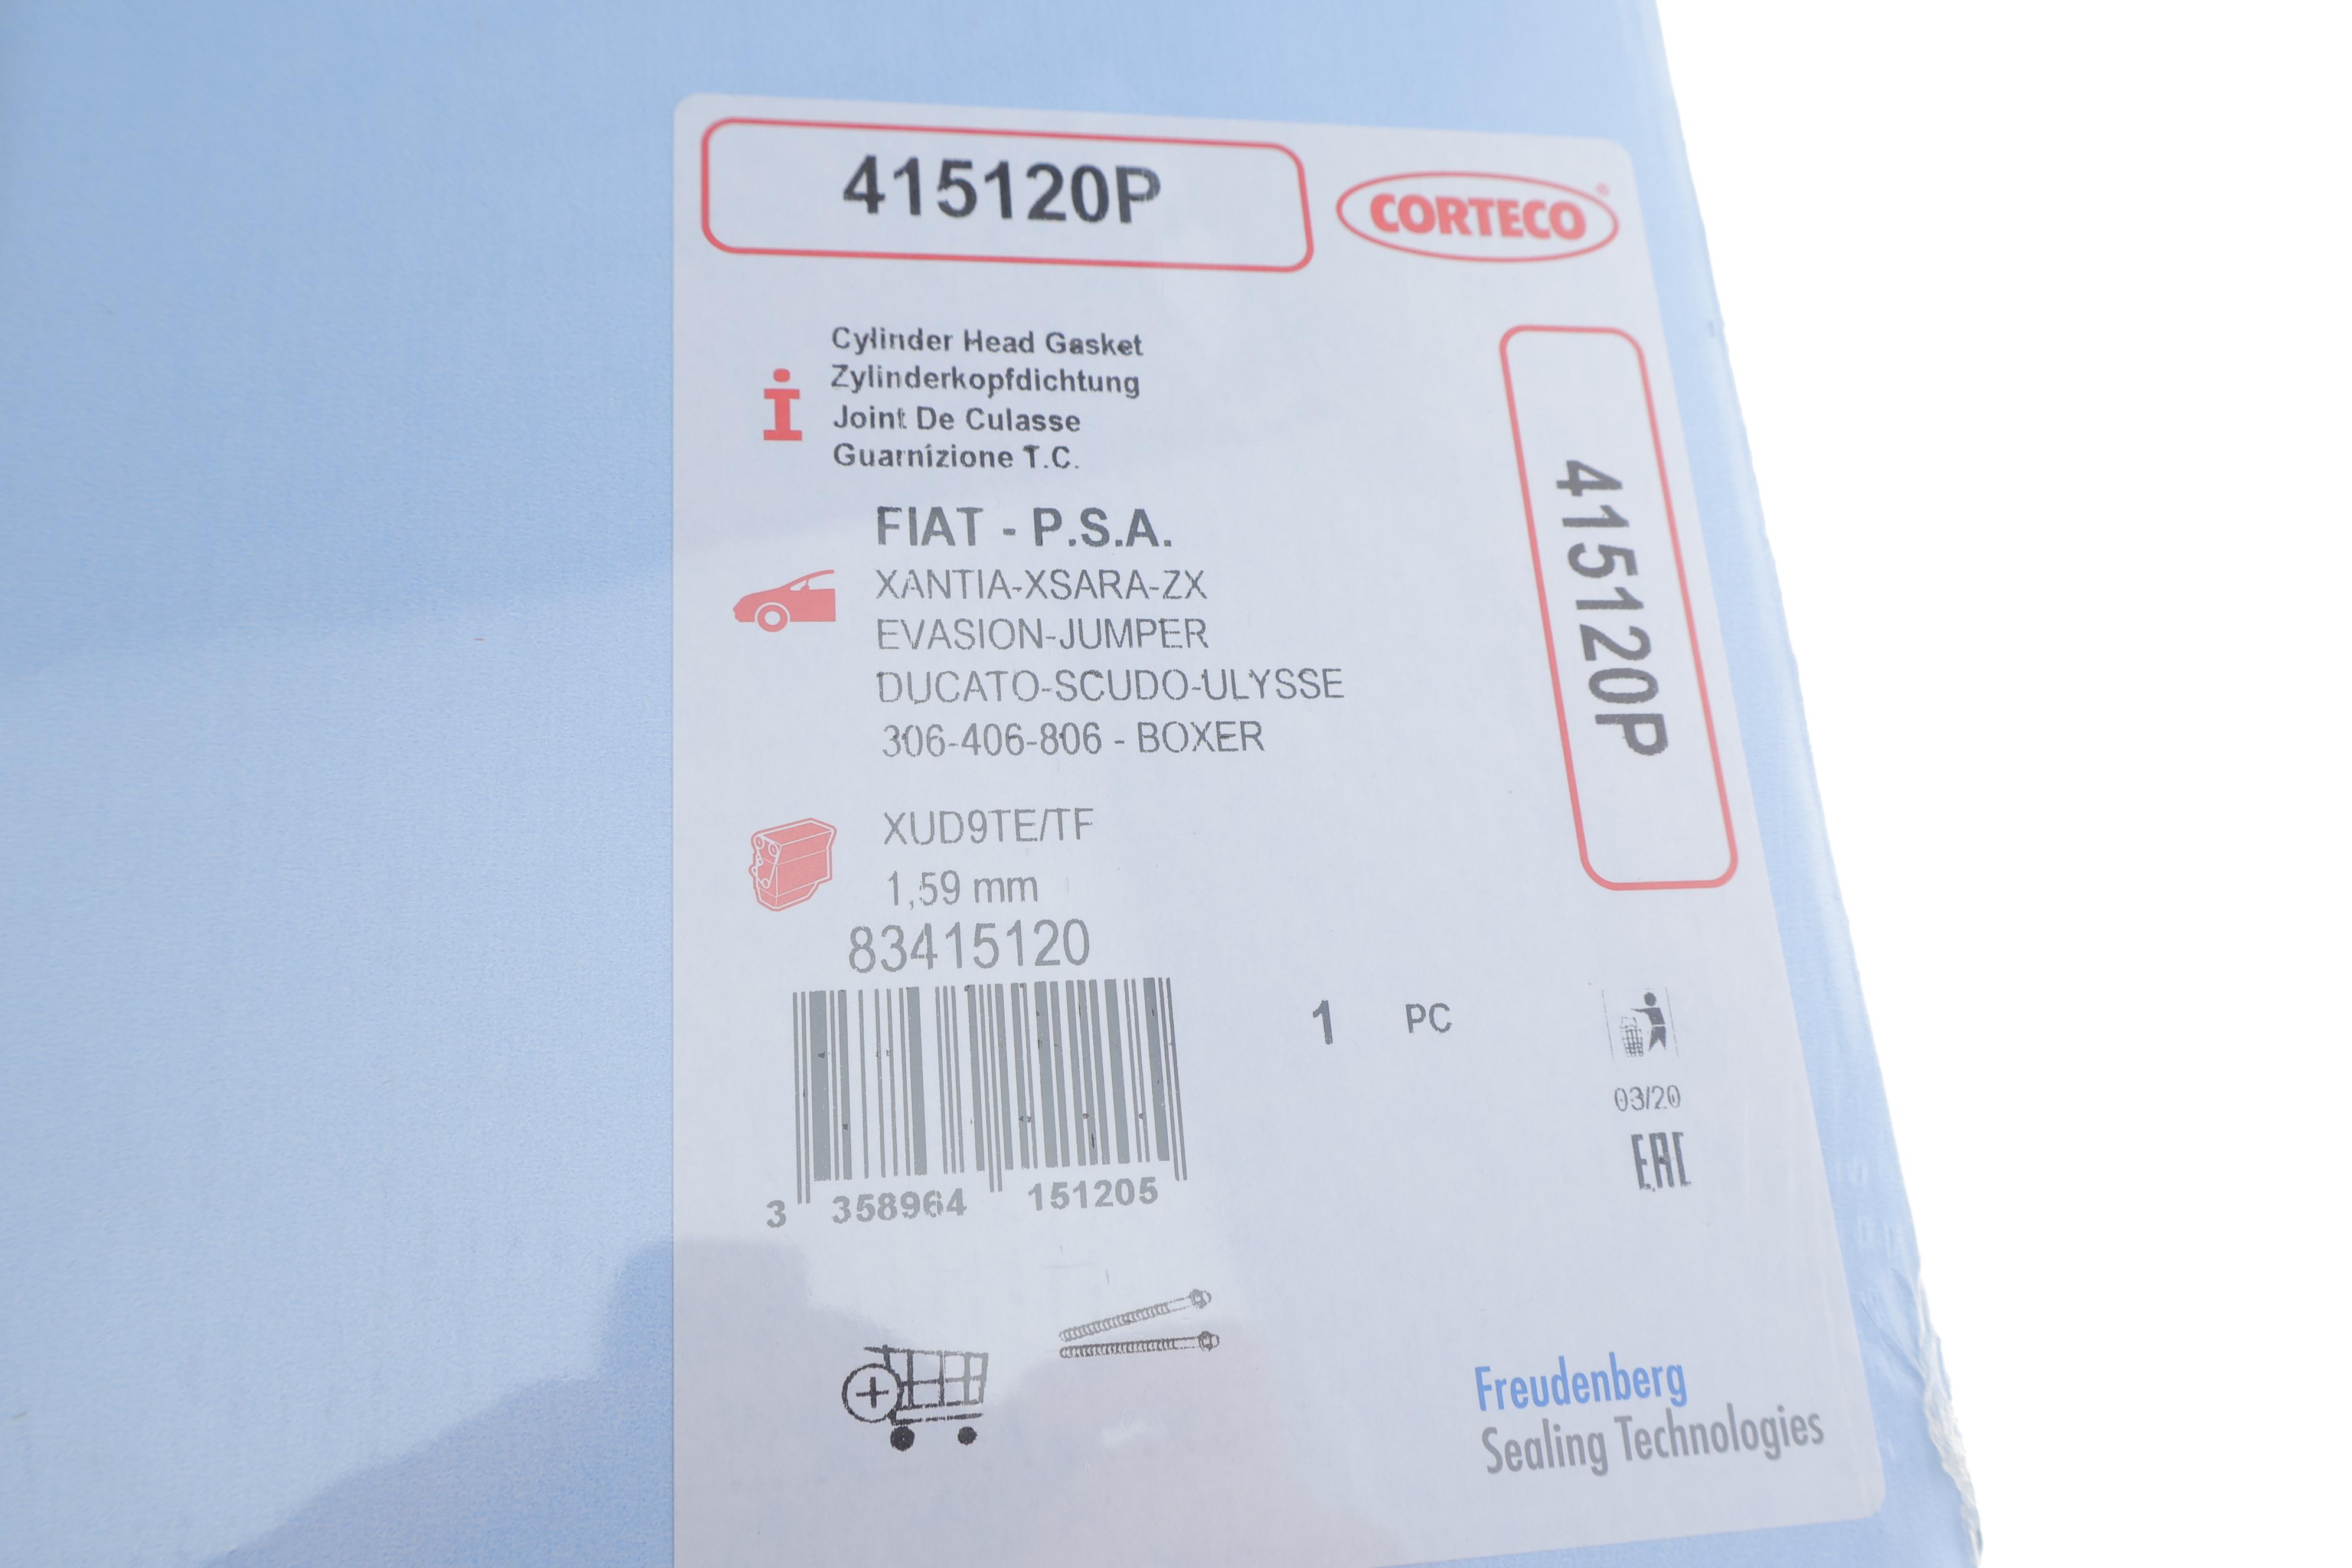 415120P
CORTECO®
Cylinder Head Gasket
Zylinderkopfdichtung
Joint De Culasse
Guarnizione T.C.
FIAT - P.S.A.
XANTIA-XSARA-ZX
EVASION-JUMPER
DUCATO-SCUDO-ULYSSE
306-406-806 - BOXER
415120P
XUD9TE/TF
1,59 mm
83415120
3 358964 151205
1 PC
03/20
EAC
Freudenberg
Sealing Technologies